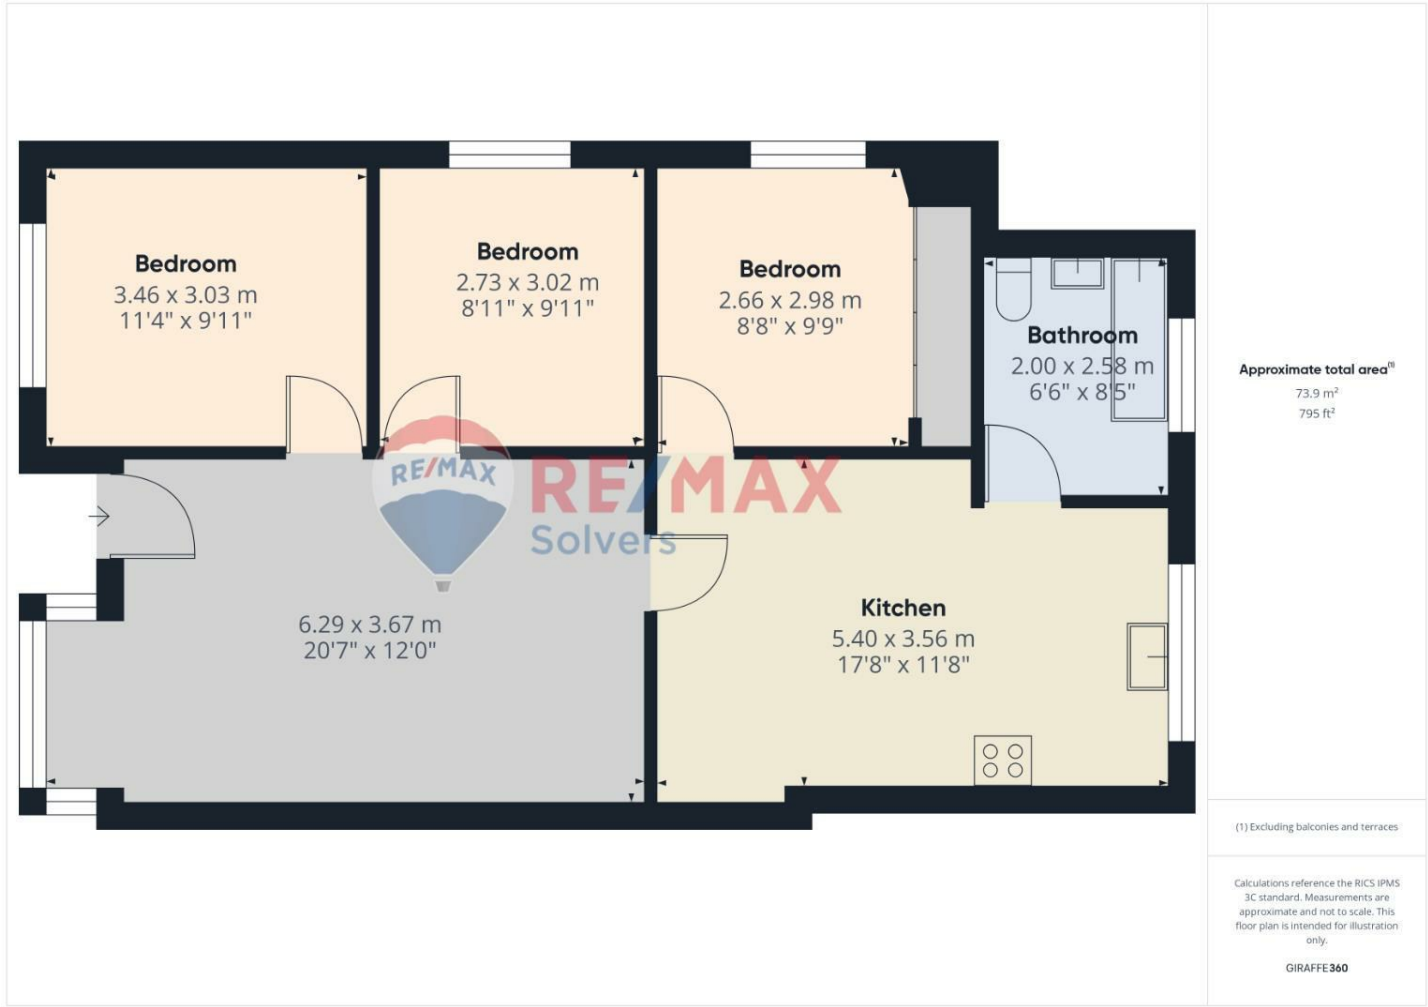 Bedroom
3.46 x 3.03 m
11'4" x 9'11"
Bedroom
2.73 x 3.02 m
8'11" x 9'11"
Bedroom
2.66 x 2.98 m
8'8" x 9'9"
Bathroom
2.00 x 2.58 m
6'6" x 8'5"
RE/MAX
RE/MAX
Solvers
6.29 x 3.67 m
20'7" x 12'0"
Kitchen
5.40 x 3.56 m
17'8" x 11'8"
Approximate total area(1)
73.9 m²
795 ft²
(1) Excluding balconies and terraces
Calculations reference the RICS IPMS
3C standard. Measurements are
approximate and not to scale. This
floor plan is intended for illustration
only.
GIRAFFE360